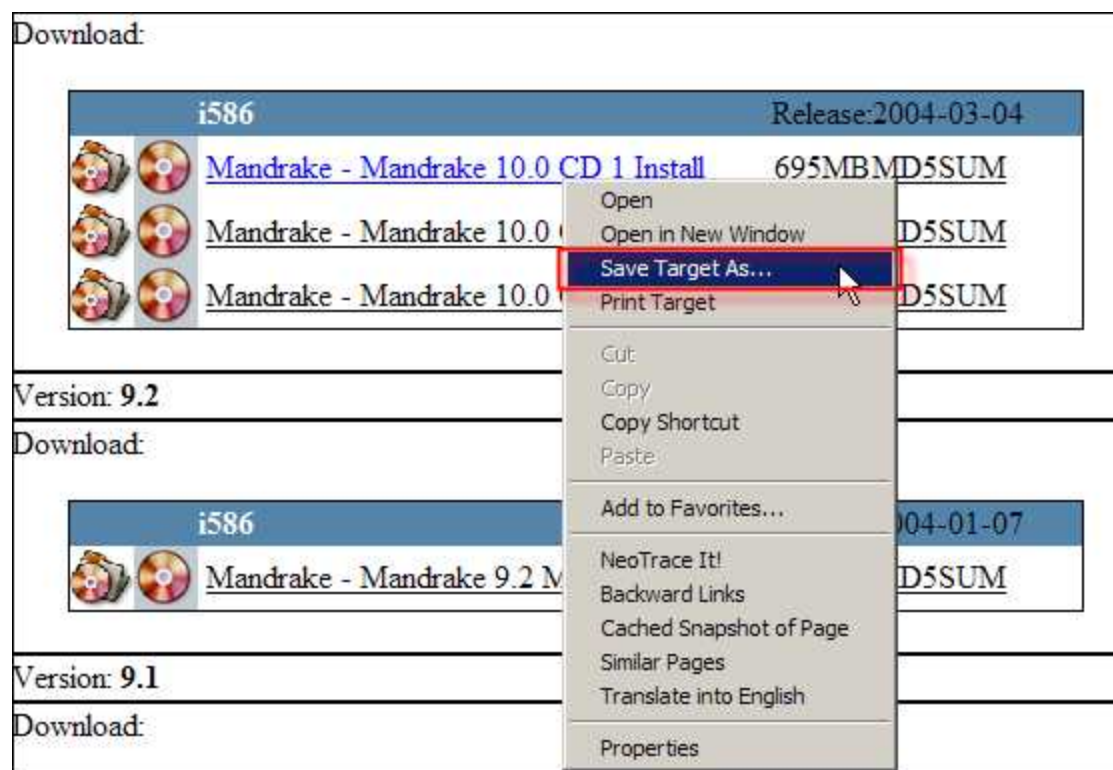 Download:
i586 Release:2004-03-04
Mandrake - Mandrake 10.0 CD 1 Install 695MB MD5SUM
Mandrake - Mandrake 10.0
Mandrake - Mandrake 10.0
Open
Open in New Window
Save Target As...
Print Target
Cut
Copy
Copy Shortcut
Paste
Add to Favorites...
NeoTrace It!
Backward Links
Cached Snapshot of Page
Similar Pages
Translate into English
Properties
D5SUM
D5SUM
Version: 9.2
Download:
i586 04-01-07
Mandrake - Mandrake 9.2 D5SUM
Version: 9.1
Download: